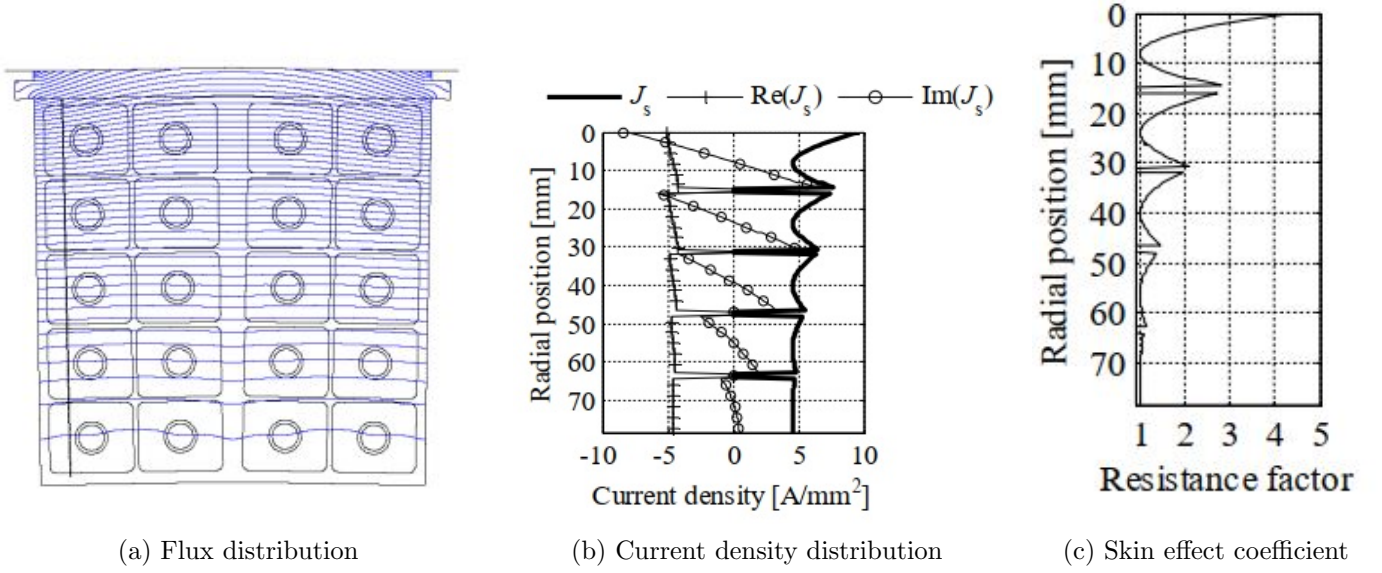 J_s Re(J_s) Im(J_s)
Radial position [mm]
0
10
20
30
40
50
60
70
-10 -5 0 5 10
Current density [A/mm²]
Radial position [mm]
0
10
20
30
40
50
60
70
1 2 3 4 5
Resistance factor
(a) Flux distribution
(b) Current density distribution
(c) Skin effect coefficient